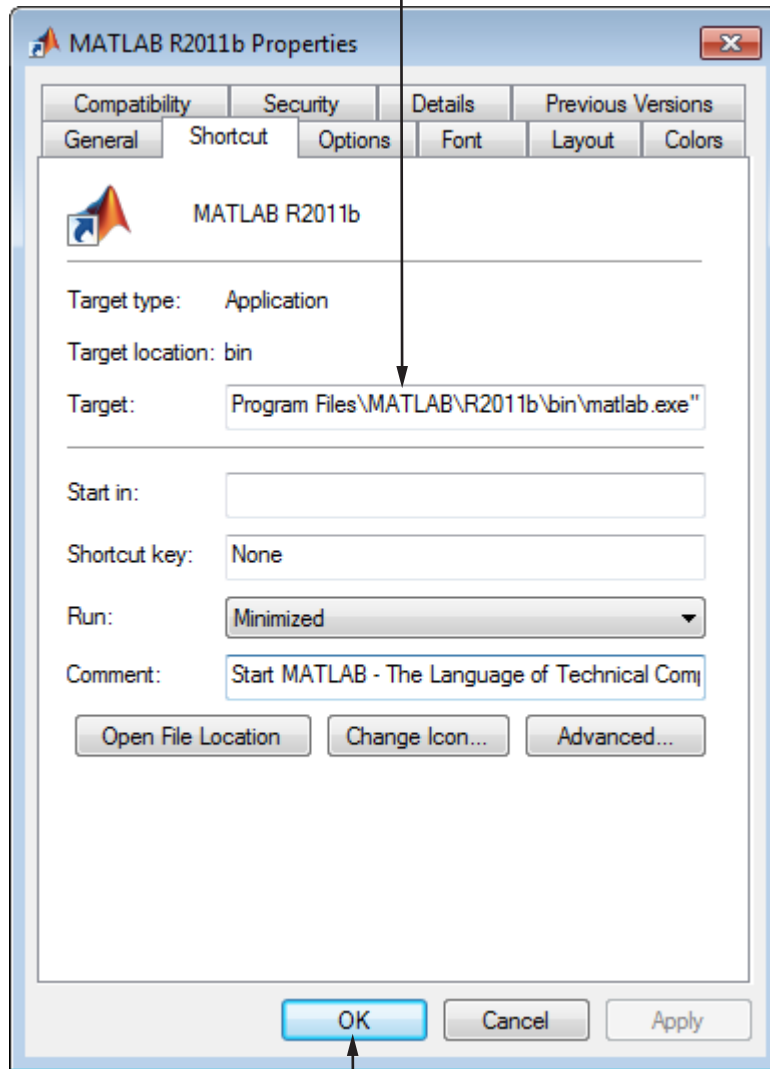 MATLAB R2011b Properties
Compatibility Security Details Previous Versions
General Shortcut Options Font Layout Colors
MATLAB R2011b
Target type: Application
Target location: bin
Target: Program Files\MATLAB\R2011b\bin\matlab.exe"
Start in:
Shortcut key: None
Run: Minimized
Comment: Start MATLAB - The Language of Technical Comp
Open File Location Change Icon... Advanced...
OK Cancel Apply